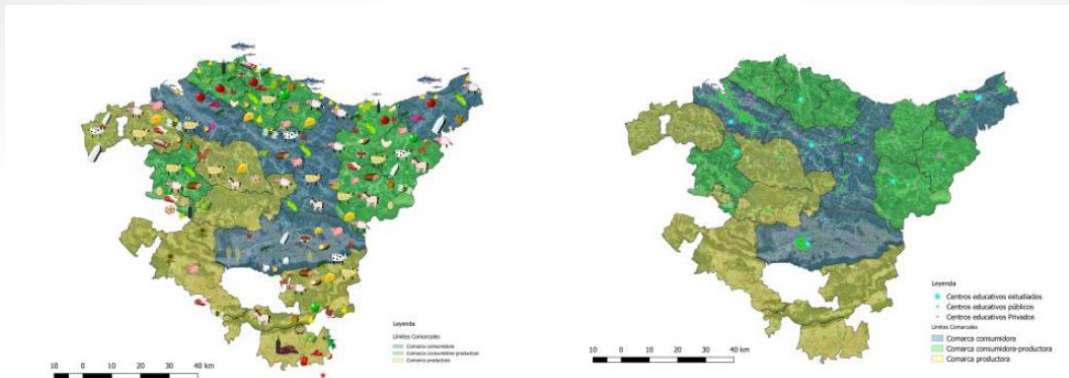 Leyenda
Límites Comarcales
Comarca consumidora
Comarca consumidora-productora
Comarca productora
10 0 10 20 30 40 km
Leyenda
Centros educativos estudiados
Centros educativos públicos
Centros educativos Privados
Límites Comarcales
Comarca consumidora
Comarca consumidora-productora
Comarca productora
10 0 10 20 30 40 km